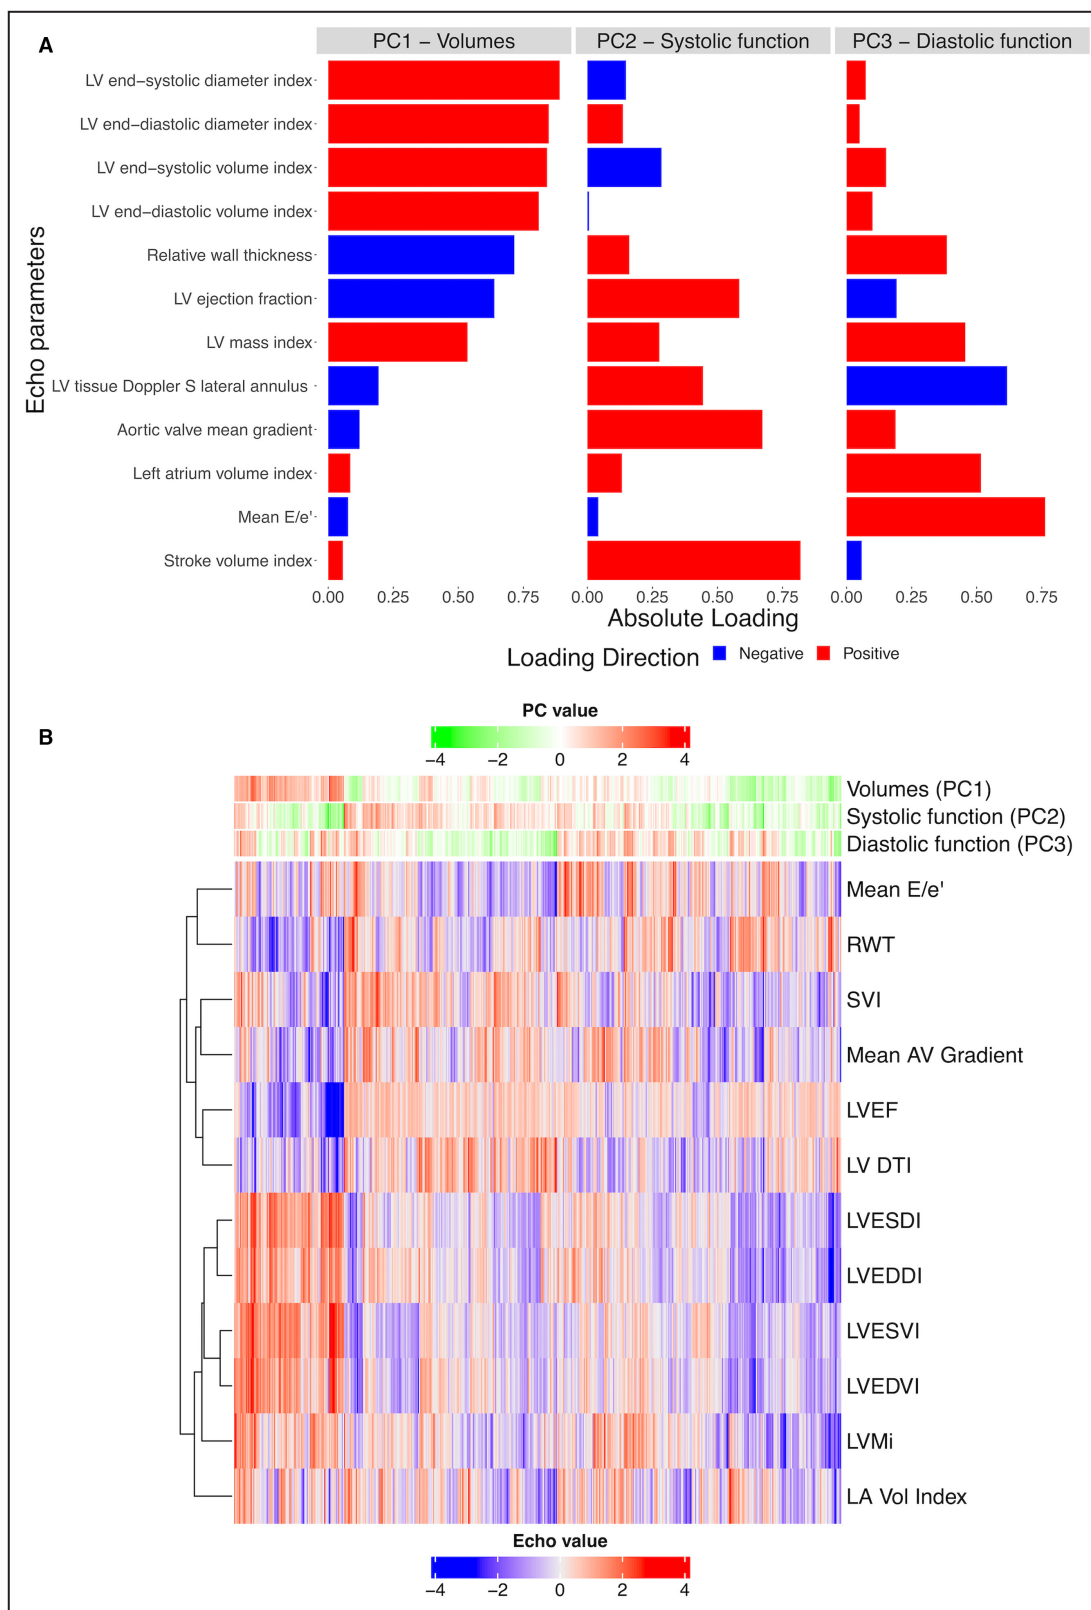 A
PC1 – Volumes
PC2 – Systolic function
PC3 – Diastolic function
Echo parameters
LV end–systolic diameter index
LV end–diastolic diameter index
LV end–systolic volume index
LV end–diastolic volume index
Relative wall thickness
LV ejection fraction
LV mass index
LV tissue Doppler S lateral annulus
Aortic valve mean gradient
Left atrium volume index
Mean E/e'
Stroke volume index
0.00 0.25 0.50 0.75 0.00 0.25 0.50 0.75 0.00 0.25 0.50 0.75
Absolute Loading
Loading Direction Negative Positive
B
PC value
−4 −2 0 2 4
Volumes (PC1)
Systolic function (PC2)
Diastolic function (PC3)
Mean E/e'
RWT
SVI
Mean AV Gradient
LVEF
LV DTI
LVESDI
LVEDDI
LVESVI
LVEDVI
LVMi
LA Vol Index
Echo value
−4 −2 0 2 4